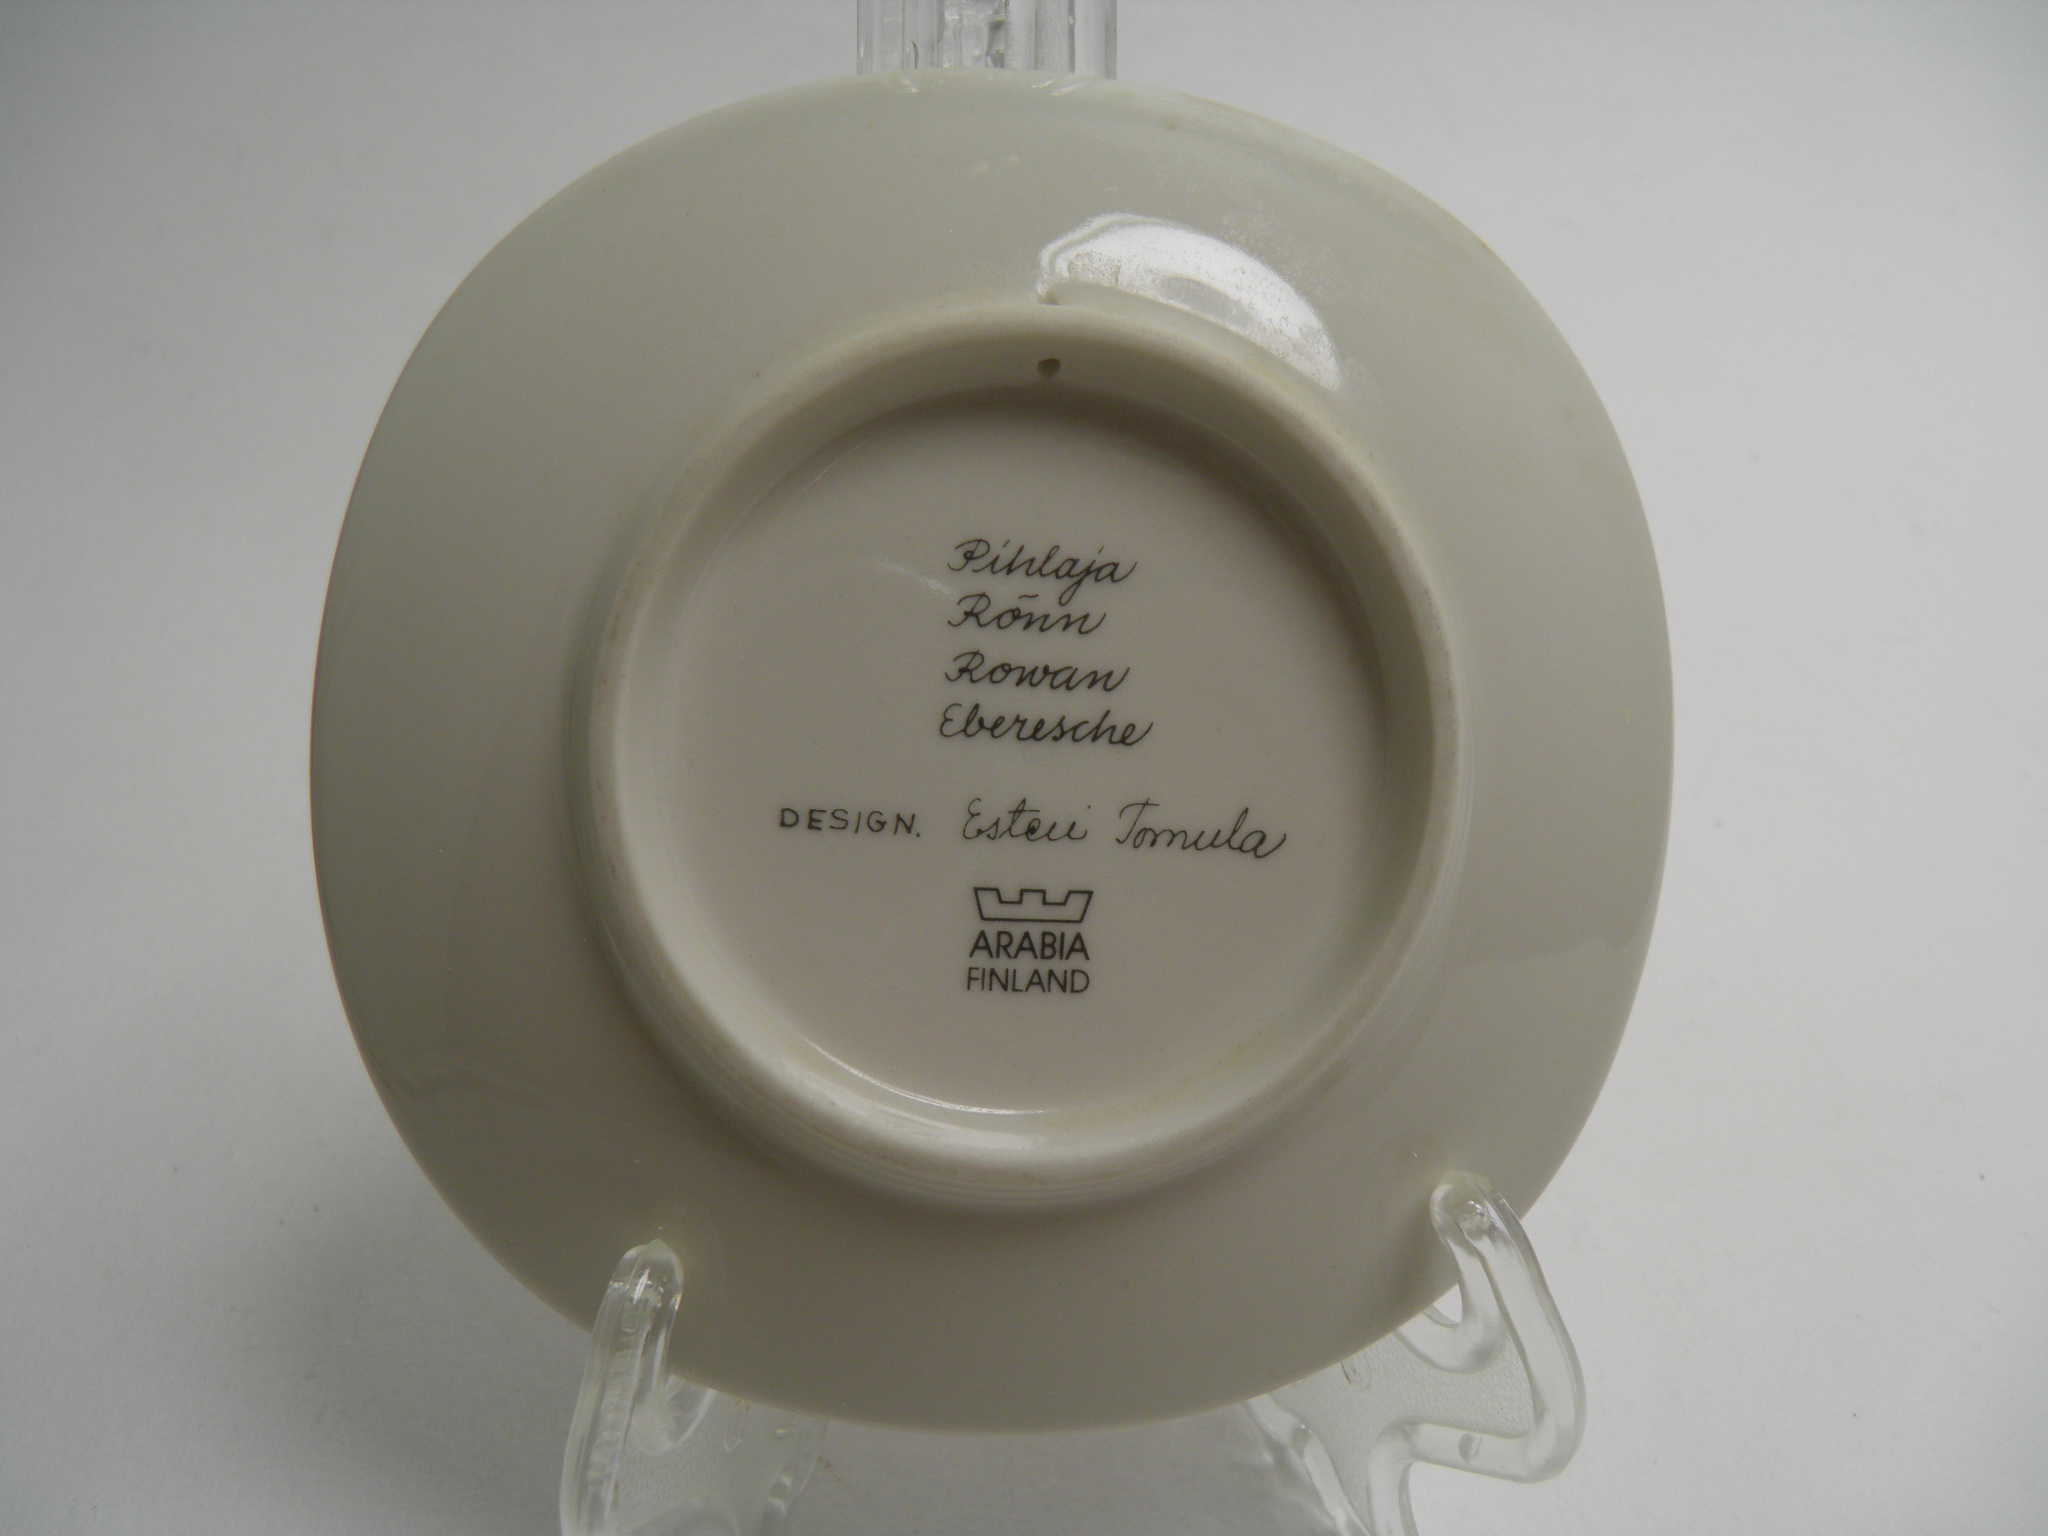 Pihlaja
Rönn
Rowan
Eberesche
DESIGN. Esteri Tomula
ARABIA
FINLAND